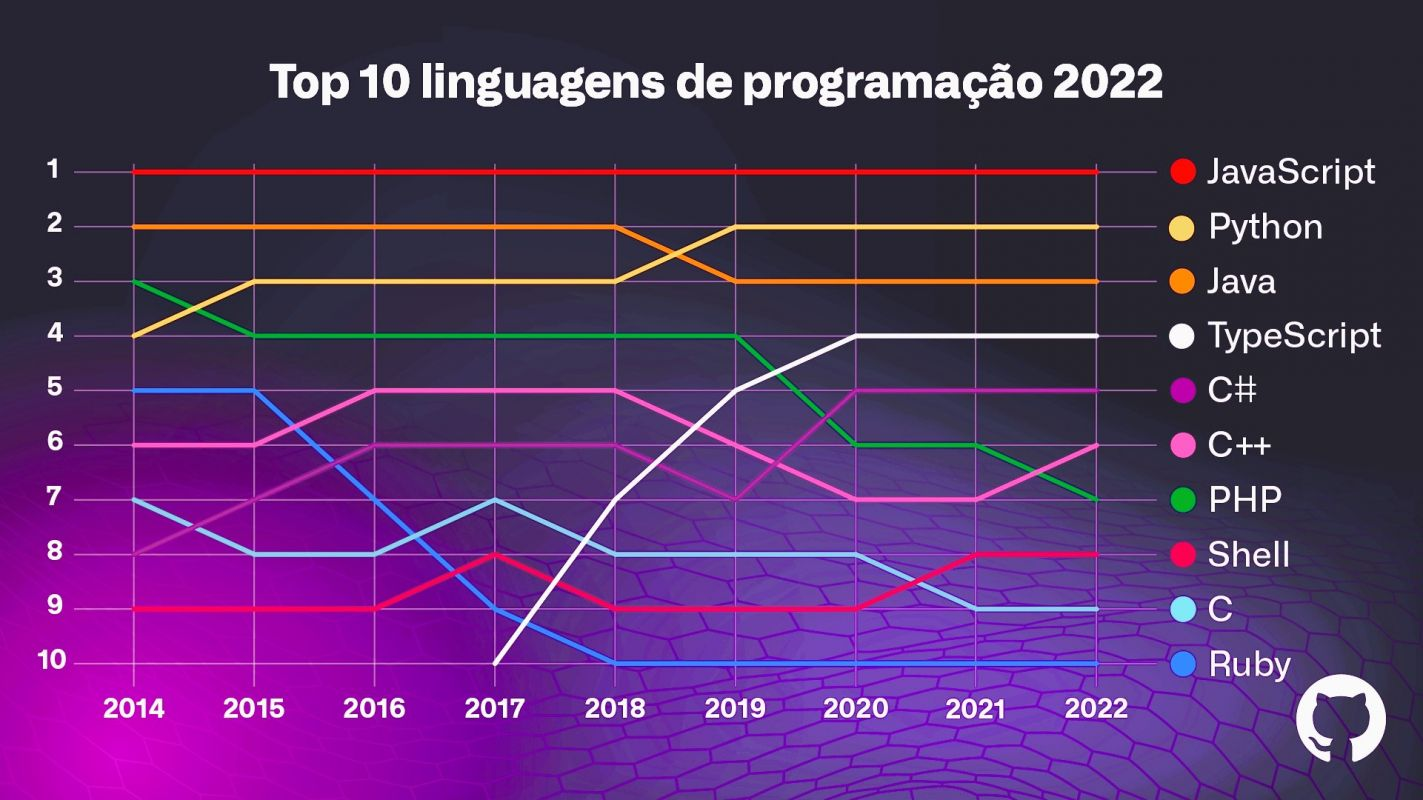 Top 10 linguagens de programação 2022
1
JavaScript
2
Python
3
Java
4
TypeScript
5
C#
6
C++
7
PHP
8
Shell
9
C
10
Ruby
2014 2015 2016 2017 2018 2019 2020 2021 2022